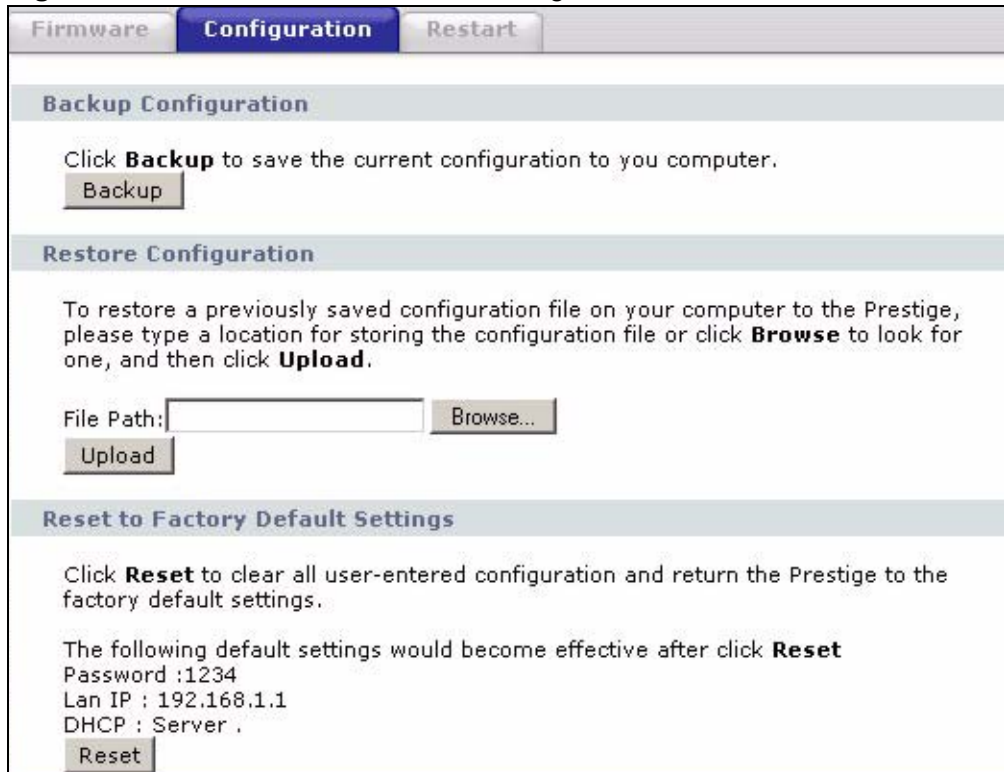 Firmware Configuration Restart
Backup Configuration
Click Backup to save the current configuration to you computer.
Backup
Restore Configuration
To restore a previously saved configuration file on your computer to the Prestige,
please type a location for storing the configuration file or click Browse to look for
one, and then click Upload.
File Path: Browse...
Upload
Reset to Factory Default Settings
Click Reset to clear all user-entered configuration and return the Prestige to the
factory default settings.
The following default settings would become effective after click Reset
Password :1234
Lan IP : 192.168.1.1
DHCP : Server .
Reset